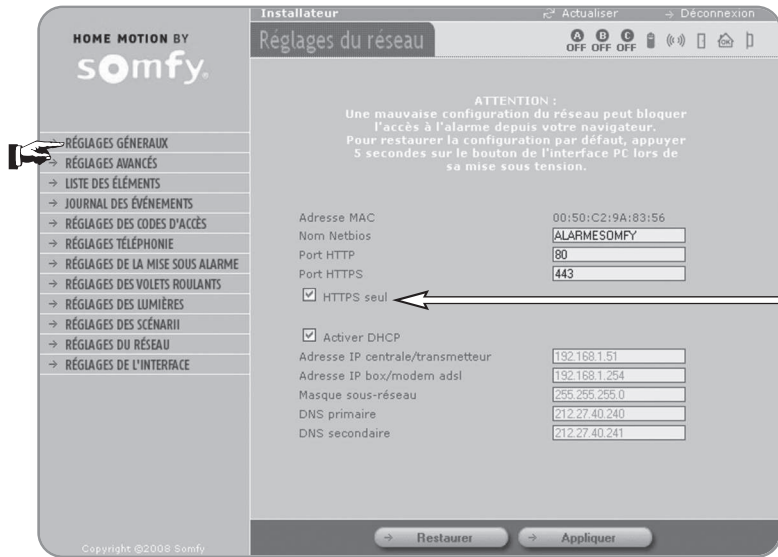 Installateur
Actualiser
Déconnexion
HOME MOTION BY
somfy.
Réglages du réseau
A B C
OFF OFF OFF
OK
ATTENTION :
Une mauvaise configuration du réseau peut bloquer
l'accès à l'alarme depuis votre navigateur.
Pour restaurer la configuration par défaut, appuyer
5 secondes sur le bouton de l'interface PC lors de
sa mise sous tension.
RÉGLAGES GÉNERAUX
RÉGLAGES AVANCÉS
LISTE DES ÉLÉMENTS
JOURNAL DES ÉVÉNEMENTS
RÉGLAGES DES CODES D'ACCÈS
RÉGLAGES TÉLÉPHONIE
RÉGLAGES DE LA MISE SOUS ALARME
RÉGLAGES DES VOLETS ROULANTS
RÉGLAGES DES LUMIÈRES
RÉGLAGES DES SCÉNARII
RÉGLAGES DU RÉSEAU
RÉGLAGES DE L'INTERFACE
Adresse MAC 00:50:C2:9A:83:56
Nom Netbios ALARMESOMFY
Port HTTP 80
Port HTTPS 443
HTTPS seul
Activer DHCP
Adresse IP centrale/transmetteur 192.168.1.51
Adresse IP box/modem adsl 192.168.1.254
Masque sous-réseau 255.255.255.0
DNS primaire 212.27.40.240
DNS secondaire 212.27.40.241
Restaurer
Appliquer
Copyright ©2008 Somfy